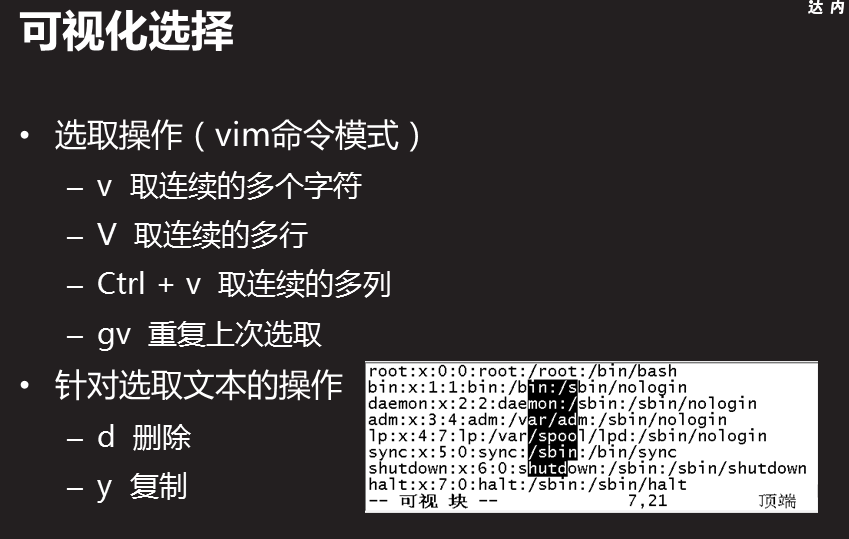 达内
可视化选择
• 选取操作（vim命令模式）
– v 取连续的多个字符
– V 取连续的多行
– Ctrl + v 取连续的多列
– gv 重复上次选取
• 针对选取文本的操作
– d 删除
– y 复制
root:x:0:0:root:/root:/bin/bash
bin:x:1:1:bin:/bin:/sbin/nologin
daemon:x:2:2:daemon:/sbin:/sbin/nologin
adm:x:3:4:adm:/var/adm:/sbin/nologin
lp:x:4:7:lp:/var/spool/lpd:/sbin/nologin
sync:x:5:0:sync:/sbin:/bin/sync
shutdown:x:6:0:shutdown:/sbin:/sbin/shutdown
halt:x:7:0:halt:/sbin:/sbin/halt
-- 可视 块 -- 7,21 顶端